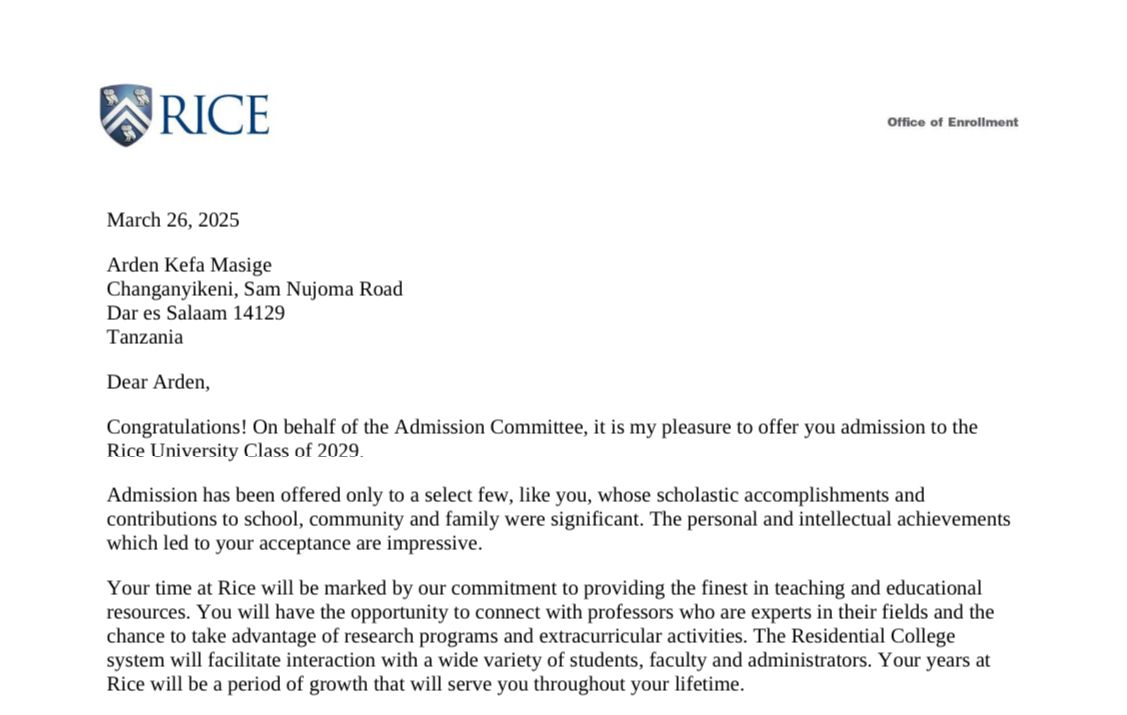 RICE
Office of Enrollment
March 26, 2025
Arden Kefa Masige
Changanyikeni, Sam Nujoma Road
Dar es Salaam 14129
Tanzania
Dear Arden,
Congratulations! On behalf of the Admission Committee, it is my pleasure to offer you admission to the
Rice University Class of 2029.
Admission has been offered only to a select few, like you, whose scholastic accomplishments and
contributions to school, community and family were significant. The personal and intellectual achievements
which led to your acceptance are impressive.
Your time at Rice will be marked by our commitment to providing the finest in teaching and educational
resources. You will have the opportunity to connect with professors who are experts in their fields and the
chance to take advantage of research programs and extracurricular activities. The Residential College
system will facilitate interaction with a wide variety of students, faculty and administrators. Your years at
Rice will be a period of growth that will serve you throughout your lifetime.